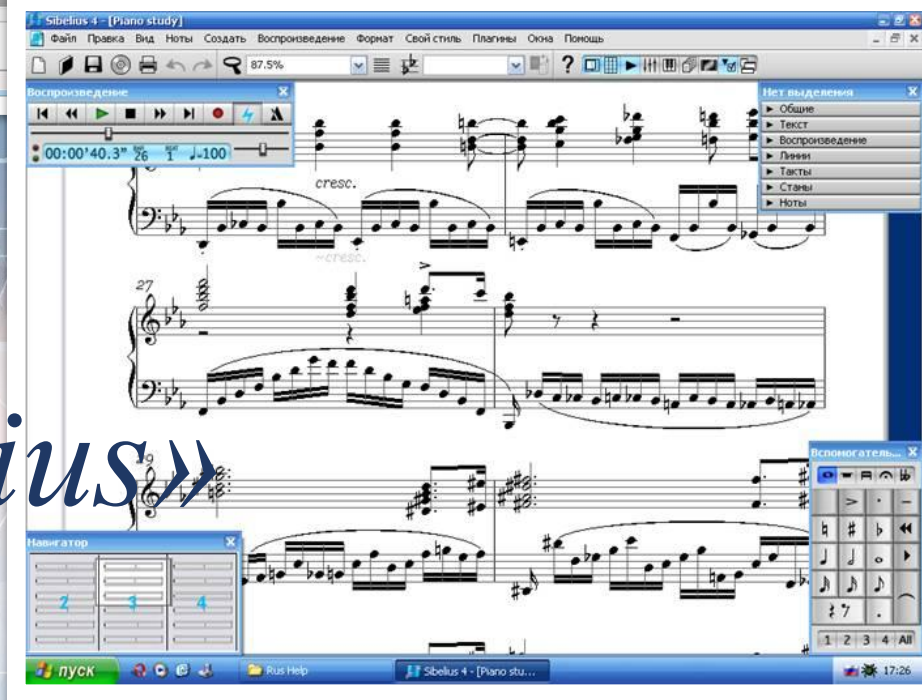 Sibelius 4 - [Piano study]
Файл Правка Вид Ноты Создать Воспроизведение Формат Свой стиль Плагины Окна Помощь
87.5%
Воспроизведение
00:00'40.3" BAR 26 BEAT 1 ♩=100
Нет выделения
Общие
Текст
Воспроизведение
Линии
Такты
Станы
Ноты
cresc.
~cresc.
27
ius»
29
Вспомогатель...
Навигатор
2 3 4
1 2 3 4 All
пуск Rus Help Sibelius 4 - [Piano stu... 17:26